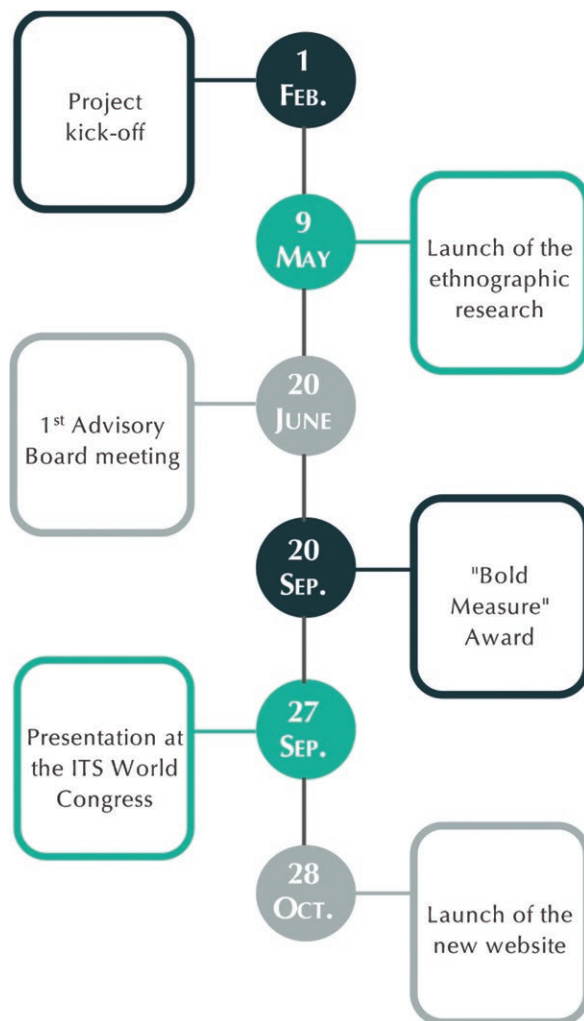 1
FEB.
Project
kick-off
9
MAY
Launch of the
ethnographic
research
20
JUNE
1st Advisory
Board meeting
20
SEP.
"Bold
Measure"
Award
27
SEP.
Presentation at
the ITS World
Congress
28
OCT.
Launch of the
new website